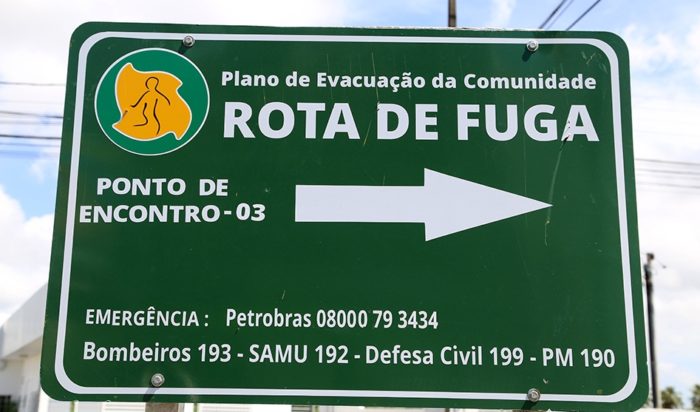 Plano de Evacuação da Comunidade
ROTA DE FUGA
PONTO DE
ENCONTRO-03
EMERGÊNCIA : Petrobras 08000 79 3434
Bombeiros 193 - SAMU 192 - Defesa Civil 199 - PM 190